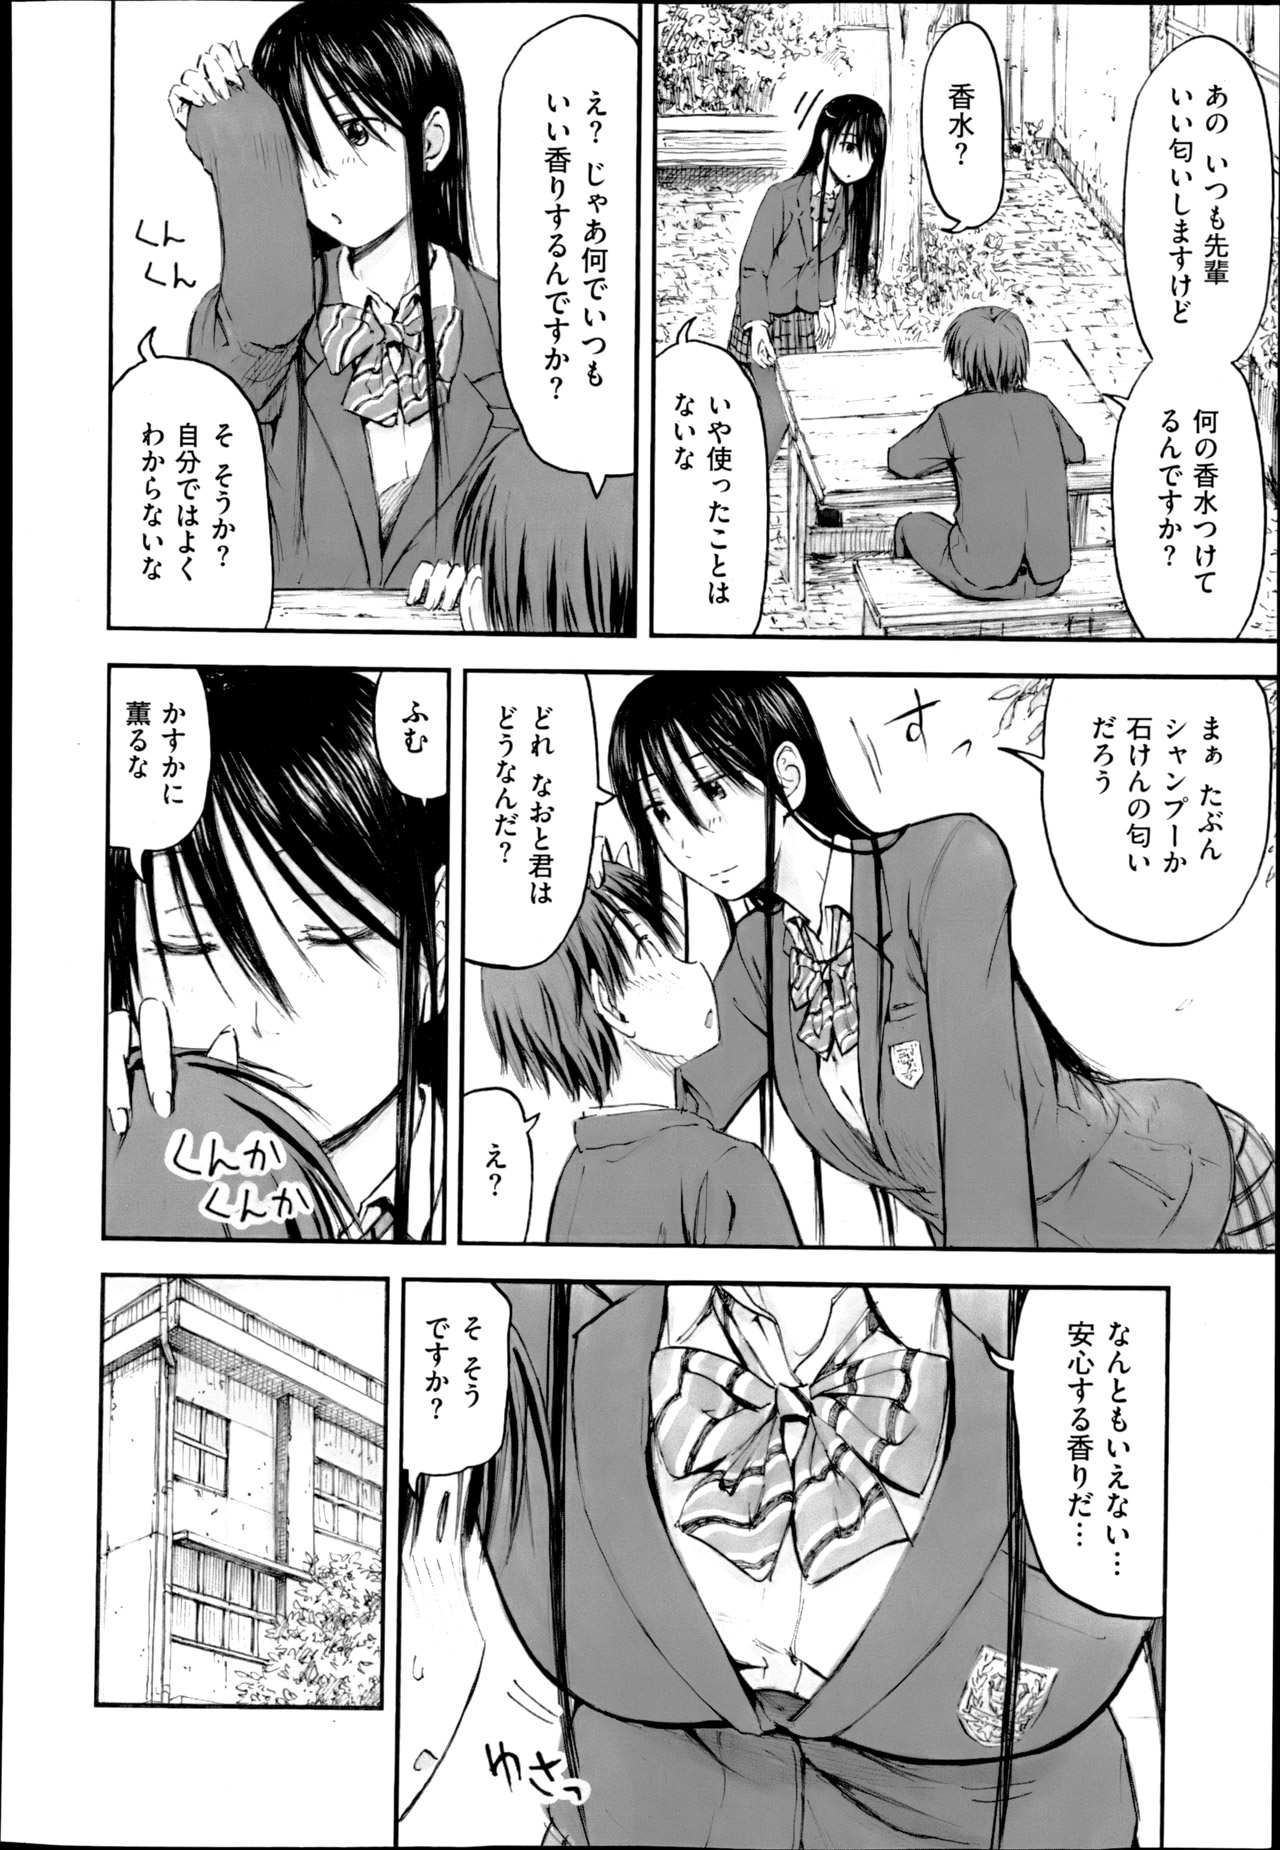 あの いつも先輩
いい匂いしますけど
何の香水つけて
るんですか？
香水？
いや使ったことは
ないな
え？ じゃあ何でいつも
いい香りするんですか？
くん
くん
そ そうか？
自分ではよく
わからないな
まぁ たぶん
シャンプーか
石けんの匂い
だろう
すっ
どれ なおと君は
どうなんだ？
え？
ふむ
かすかに
薫るな
くんか
くんか
なんともいえない…
安心する香りだ…
そ そう
ですか？
ゆさっ